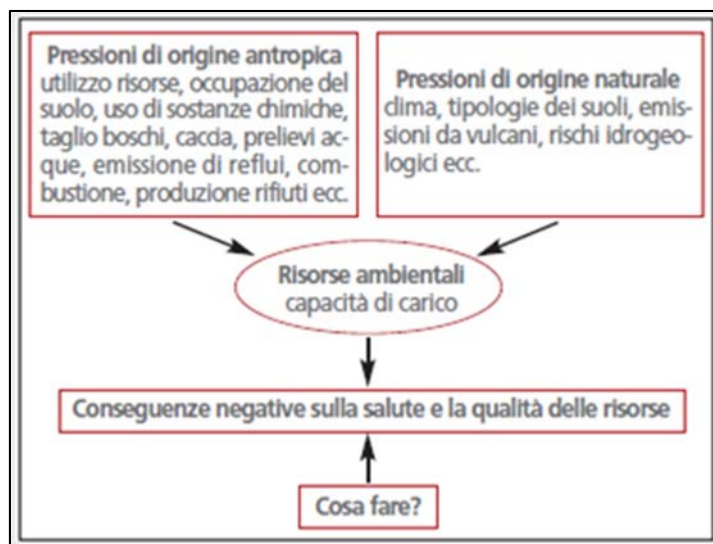 Pressioni di origine antropica
utilizzo risorse, occupazione del
suolo, uso di sostanze chimiche,
taglio boschi, caccia, prelievi ac-
que, emissione di reflui, com-
bustione, produzione rifiuti ecc.
Pressioni di origine naturale
clima, tipologie dei suoli, emis-
sioni da vulcani, rischi idrogeo-
logici ecc.
Risorse ambientali
capacità di carico
Conseguenze negative sulla salute e la qualità delle risorse
Cosa fare?